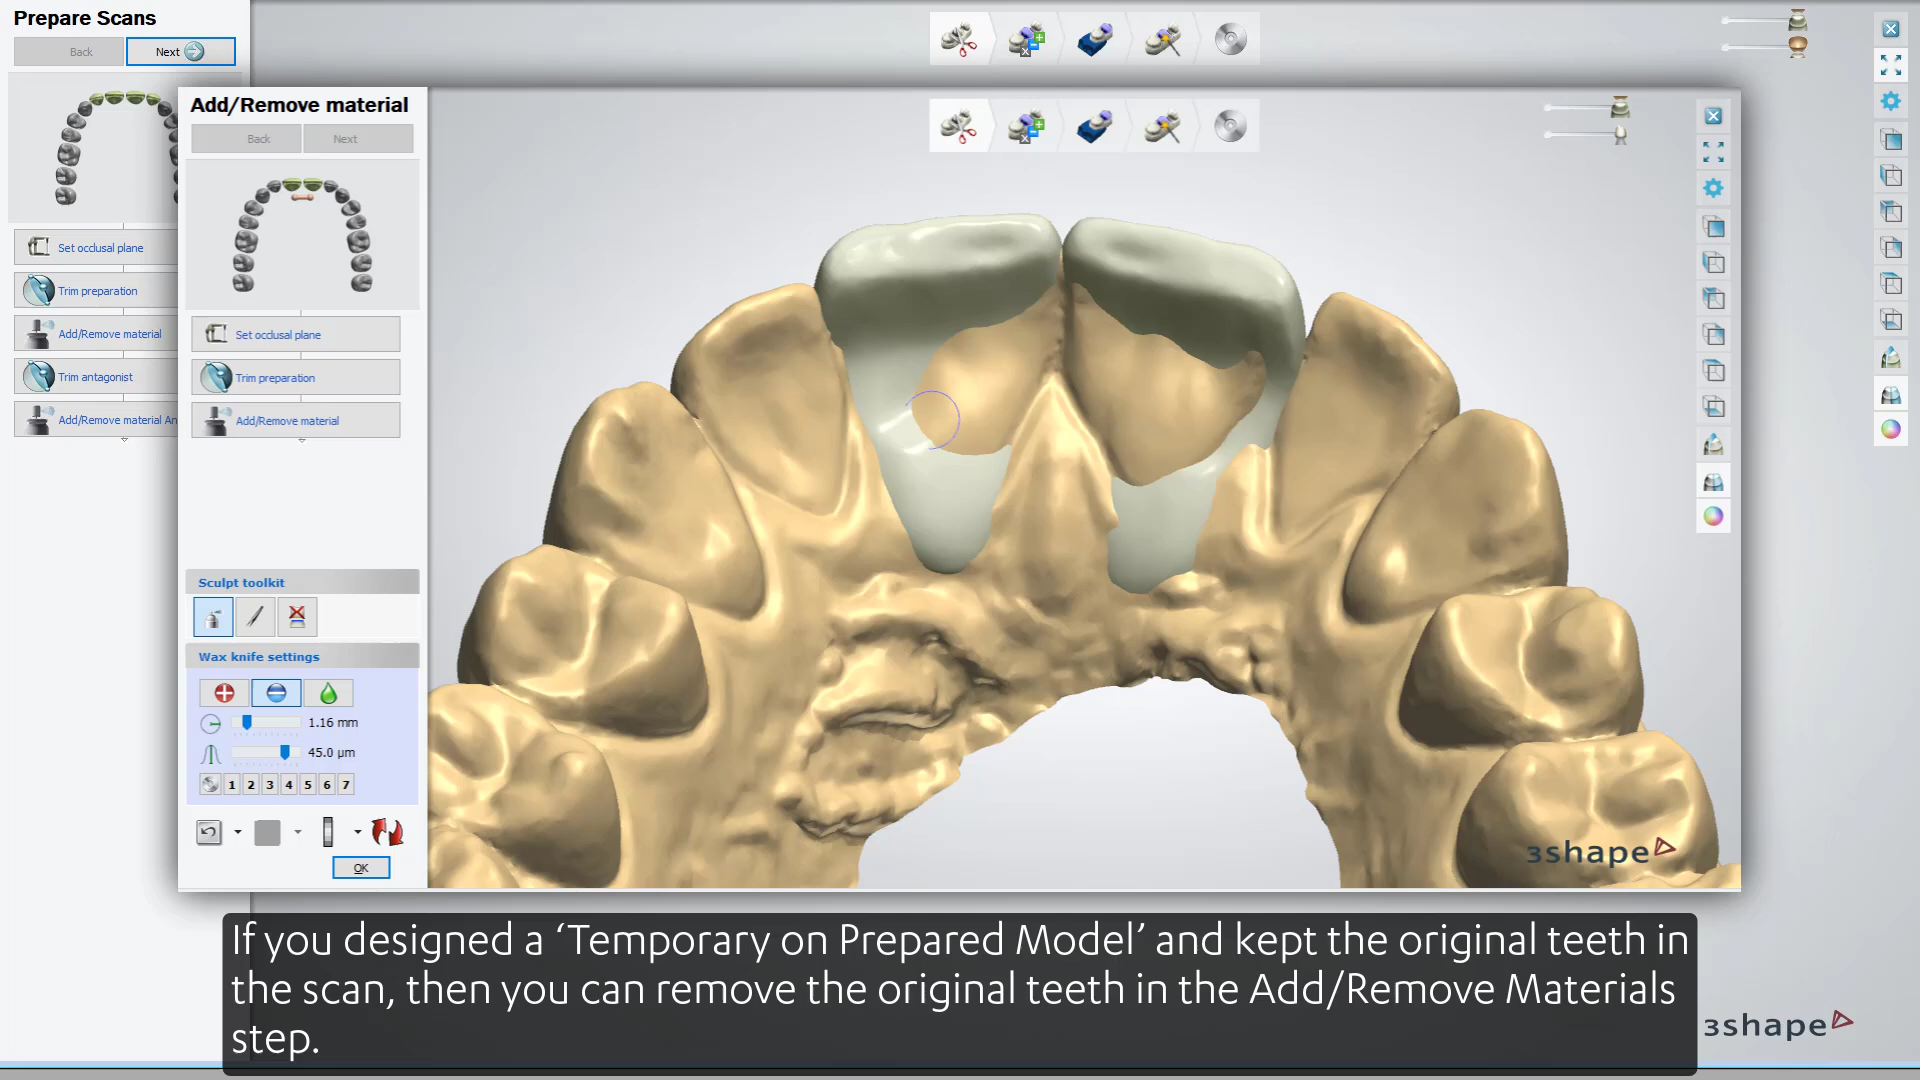 Prepare Scans
Back
Next
Set occlusal plane
Trim preparation
Add/Remove material
Trim antagonist
Add/Remove material An
Add/Remove material
Back
Next
Set occlusal plane
Trim preparation
Add/Remove material
Sculpt toolkit
Wax knife settings
1.16 mm
45.0 µm
1 2 3 4 5 6 7
OK
3shape
If you designed a ‘Temporary on Prepared Model’ and kept the original teeth in
the scan, then you can remove the original teeth in the Add/Remove Materials
step.
3shape